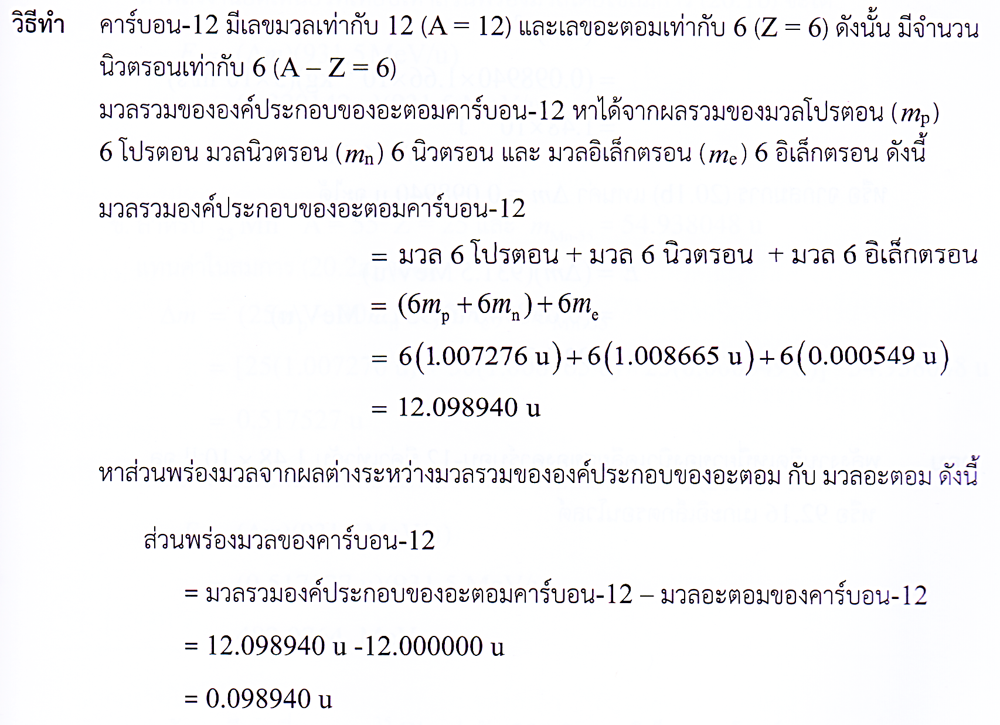 วิธีทำ คาร์บอน-12 มีเลขมวลเท่ากับ 12 (A = 12) และเลขอะตอมเท่ากับ 6 (Z = 6) ดังนั้น มีจำนวน
นิวตรอนเท่ากับ 6 (A – Z = 6)
มวลรวมขององค์ประกอบของอะตอมคาร์บอน-12 หาได้จากผลรวมของมวลโปรตอน (mₚ)
6 โปรตอน มวลนิวตรอน (mₙ) 6 นิวตรอน และ มวลอิเล็กตรอน (mₑ) 6 อิเล็กตรอน ดังนี้
มวลรวมองค์ประกอบของอะตอมคาร์บอน-12
= มวล 6 โปรตอน + มวล 6 นิวตรอน + มวล 6 อิเล็กตรอน
= (6mₚ + 6mₙ) + 6mₑ
= 6(1.007276 u) + 6(1.008665 u) + 6(0.000549 u)
= 12.098940 u
หาส่วนพร่องมวลจากผลต่างระหว่างมวลรวมขององค์ประกอบของอะตอม กับ มวลอะตอม ดังนี้
ส่วนพร่องมวลของคาร์บอน-12
= มวลรวมองค์ประกอบของอะตอมคาร์บอน-12 – มวลอะตอมของคาร์บอน-12
= 12.098940 u -12.000000 u
= 0.098940 u